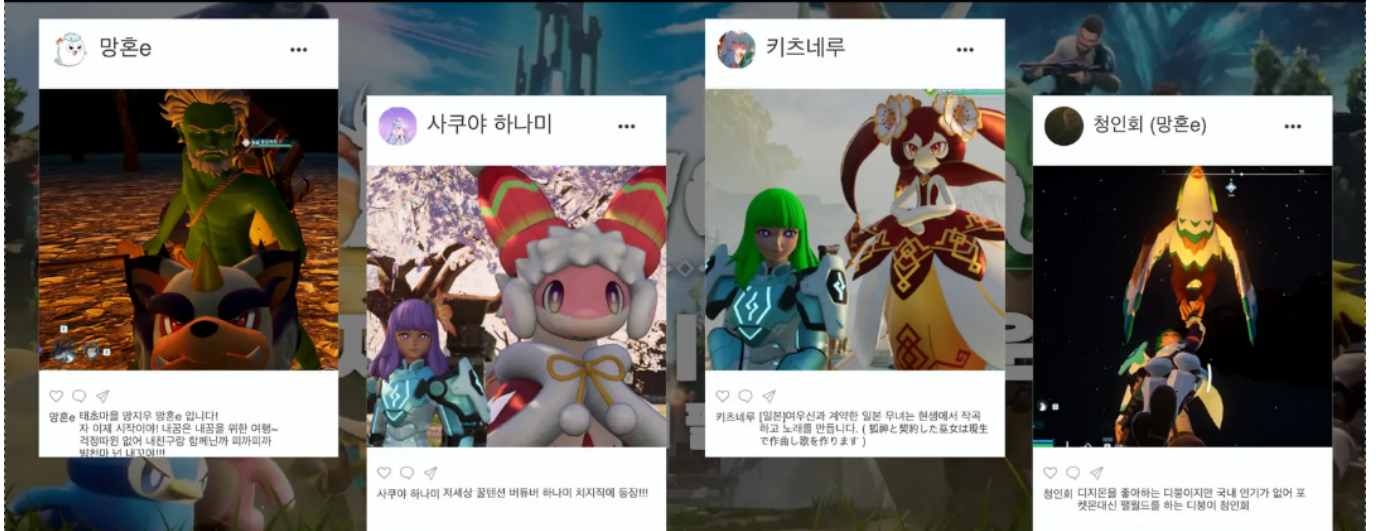 망혼e
망혼e 태초마을 망지우 망혼e 입니다!
자 이제 시작이야! 내꿈은 내꿈을 위한 여행~
걱정따윈 없어 내친구랑 함께닌까 피까피까
방천마 넌 내꼬야!!!
사쿠야 하나미
사쿠야 하나미 저세상 꿀텐션 버튜버 하나미 치지직에 등장!!!
키츠네루
키츠네루 [일본]여우신과 계약한 일본 무녀는 현생에서 작곡
하고 노래를 만듭니다. ( 狐神と契約した巫女は現生
で作曲し歌を作ります )
청인회 (망혼e)
청인회 디지몬을 좋아하는 디붕이지만 국내 인기가 없어 포
켓몬대신 팰월드를 하는 디붕이 청인회